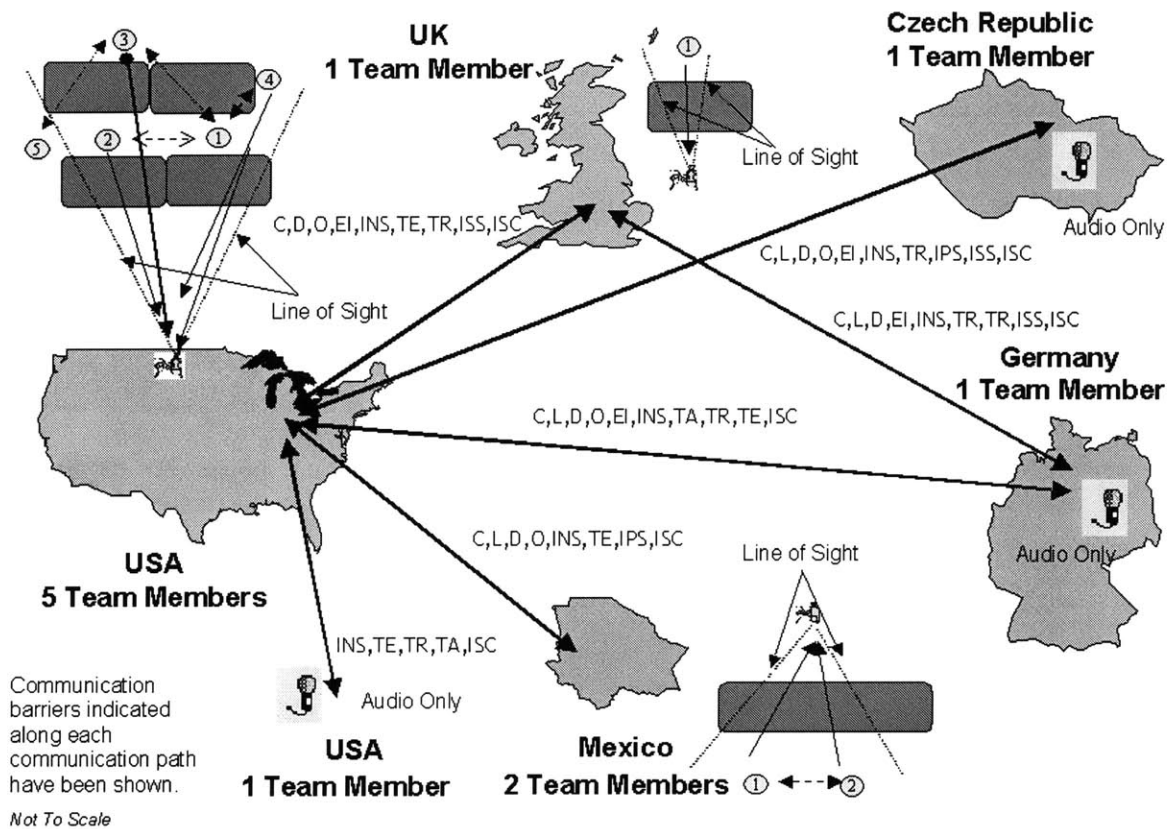 ③
④
⑤
②
①
UK
1 Team Member
①
Line of Sight
Czech Republic
1 Team Member
Audio Only
C,D,O,EI,INS,TE,TR,ISS,ISC
C,L,D,O,EI,INS,TR,IPS,ISS,ISC
Line of Sight
C,L,D,EI,INS,TR,TR,ISS,ISC
Germany
1 Team Member
C,L,D,O,EI,INS,TA,TR,TE,ISC
Audio Only
C,L,D,O,INS,TE,IPS,ISC
Line of Sight
USA
5 Team Members
INS,TE,TR,TA,ISC
Audio Only
USA
1 Team Member
Mexico
2 Team Members
①
②
Communication
barriers indicated
along each
communication path
have been shown.
Not To Scale